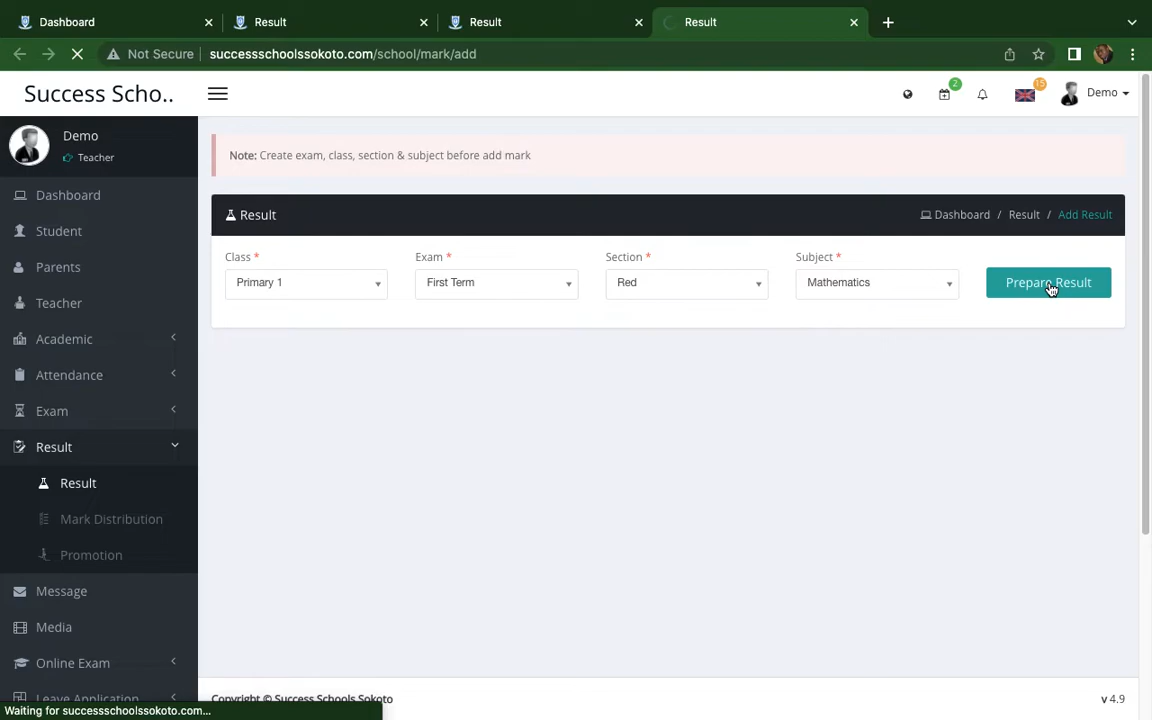 Dashboard
Result
Result
Result
Not Secure
successschoolssokoto.com/school/mark/add
Success Scho..
2
15
Demo
Demo
Teacher
Note: Create exam, class, section & subject before add mark
Dashboard
Student
Parents
Teacher
Academic
Attendance
Exam
Result
Result
Mark Distribution
Promotion
Message
Media
Online Exam
Leave Application
Result
Dashboard / Result / Add Result
Class *
Exam *
Section *
Subject *
Primary 1
First Term
Red
Mathematics
Prepare Result
Copyright © Success Schools Sokoto
v 4.9
Waiting for successschoolssokoto.com...